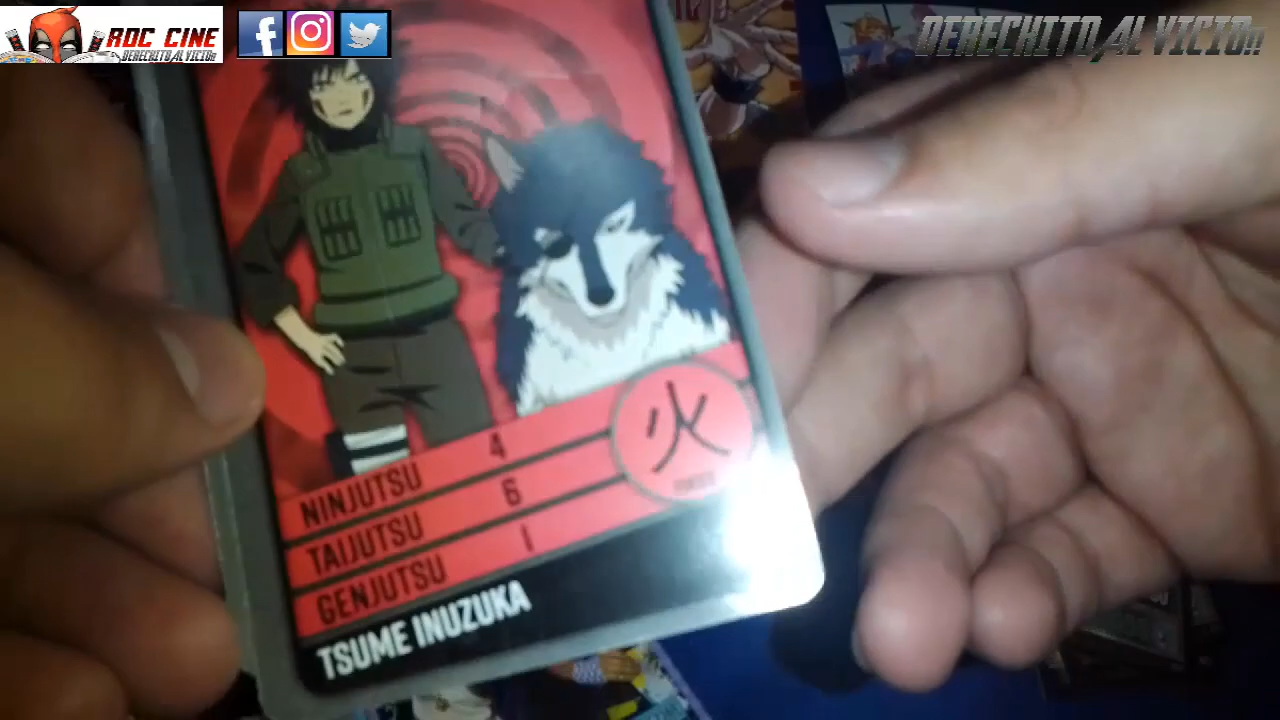 ROC CINE
DERECHITO AL VICIO!!
DERECHITO AL VICIO!!
NINJUTSU 4
TAIJUTSU 6
GENJUTSU 1
火
TSUME INUZUKA